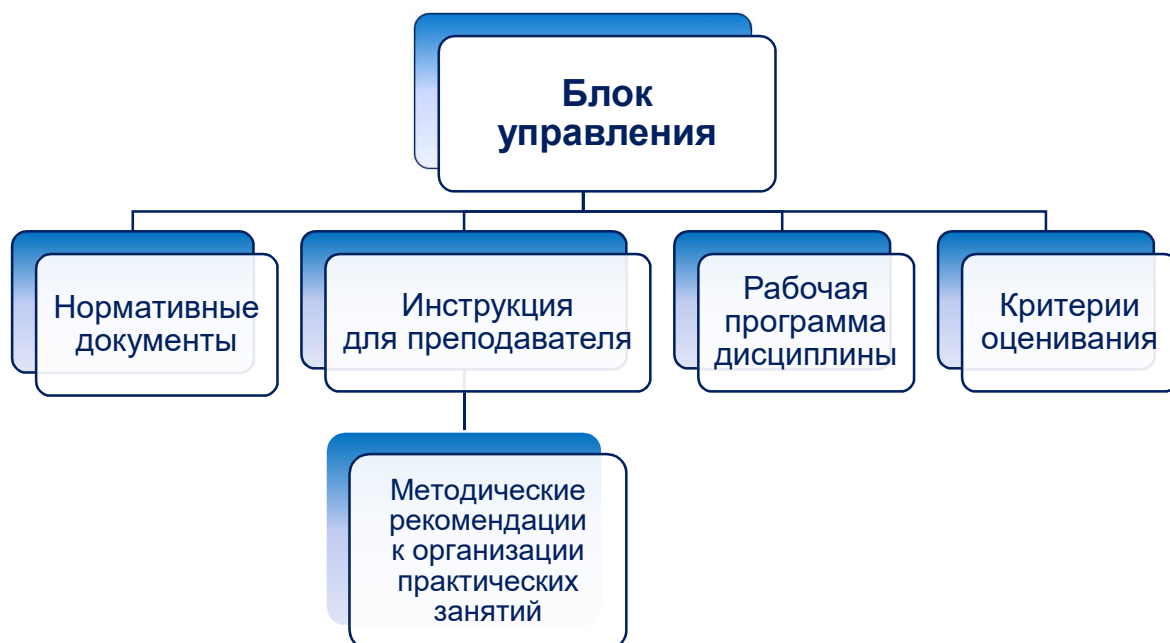 Блок
управления
Нормативные
документы
Инструкция
для преподавателя
Рабочая
программа
дисциплины
Критерии
оценивания
Методические
рекомендации
к организации
практических
занятий